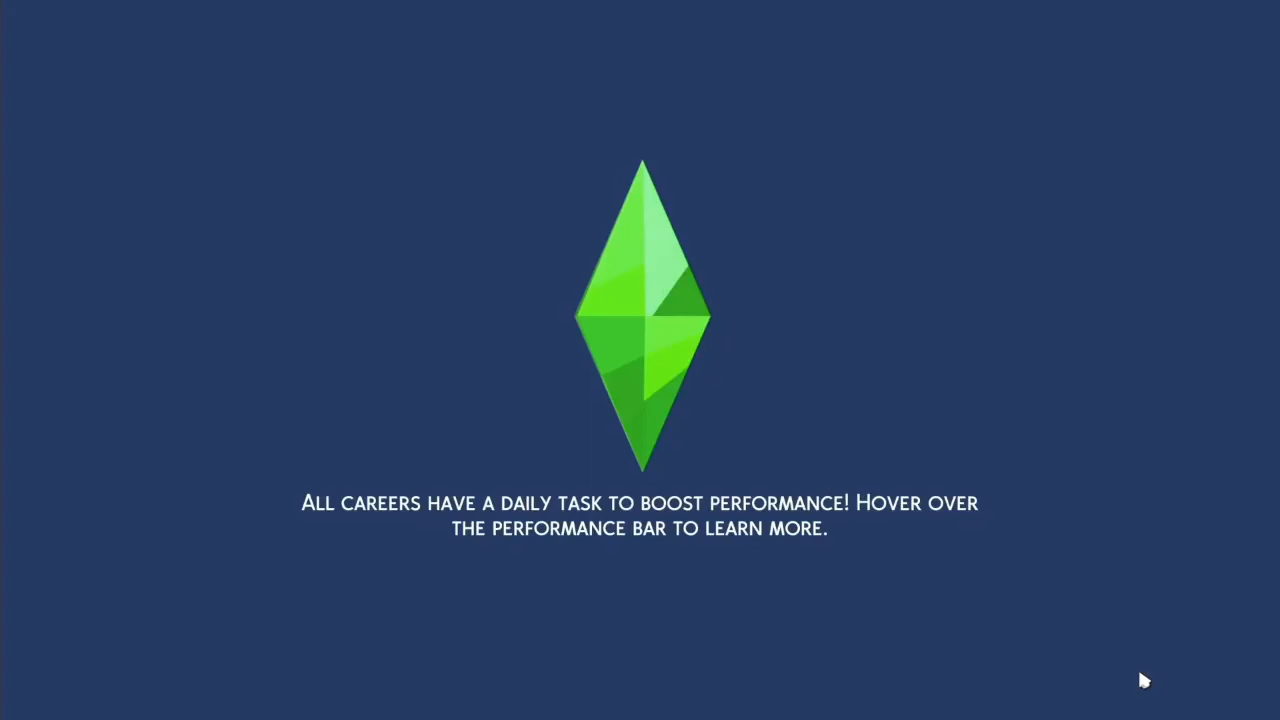 All careers have a daily task to boost performance! Hover over
the performance bar to learn more.